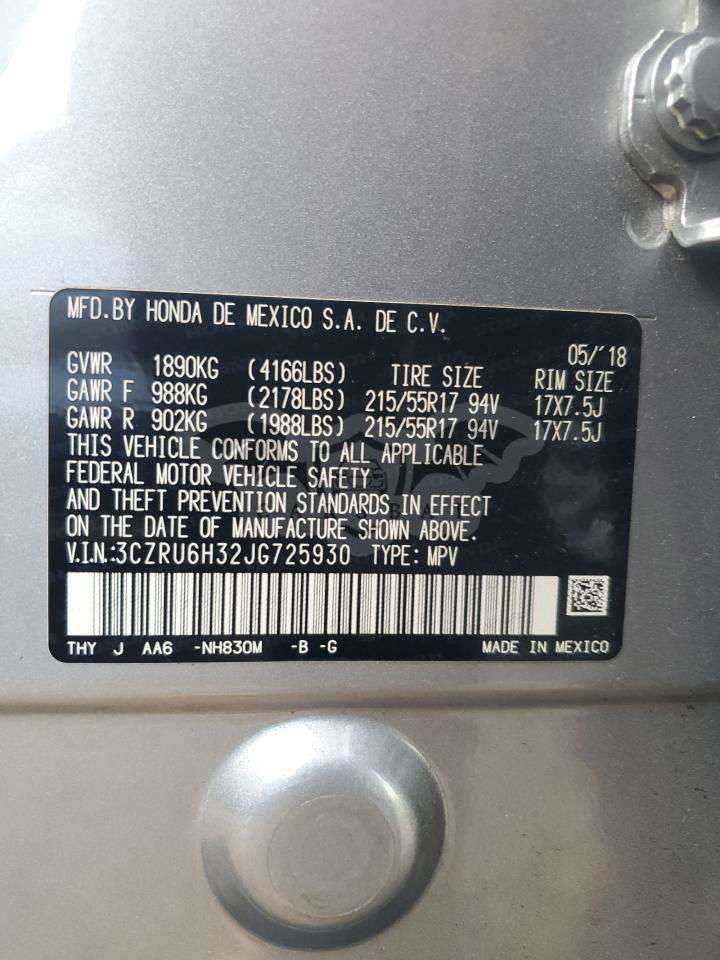 MFD.BY HONDA DE MEXICO S.A. DE C.V.
05/'18
GVWR 1890KG (4166LBS) TIRE SIZE RIM SIZE
GAWR F 988KG (2178LBS) 215/55R17 94V 17X7.5J
GAWR R 902KG (1988LBS) 215/55R17 94V 17X7.5J
THIS VEHICLE CONFORMS TO ALL APPLICABLE
FEDERAL MOTOR VEHICLE SAFETY
AND THEFT PREVENTION STANDARDS IN EFFECT
ON THE DATE OF MANUFACTURE SHOWN ABOVE.
V.I.N.:3CZRU6H32JG725930 TYPE: MPV
THY J AA6 -NH830M -B -G MADE IN MEXICO